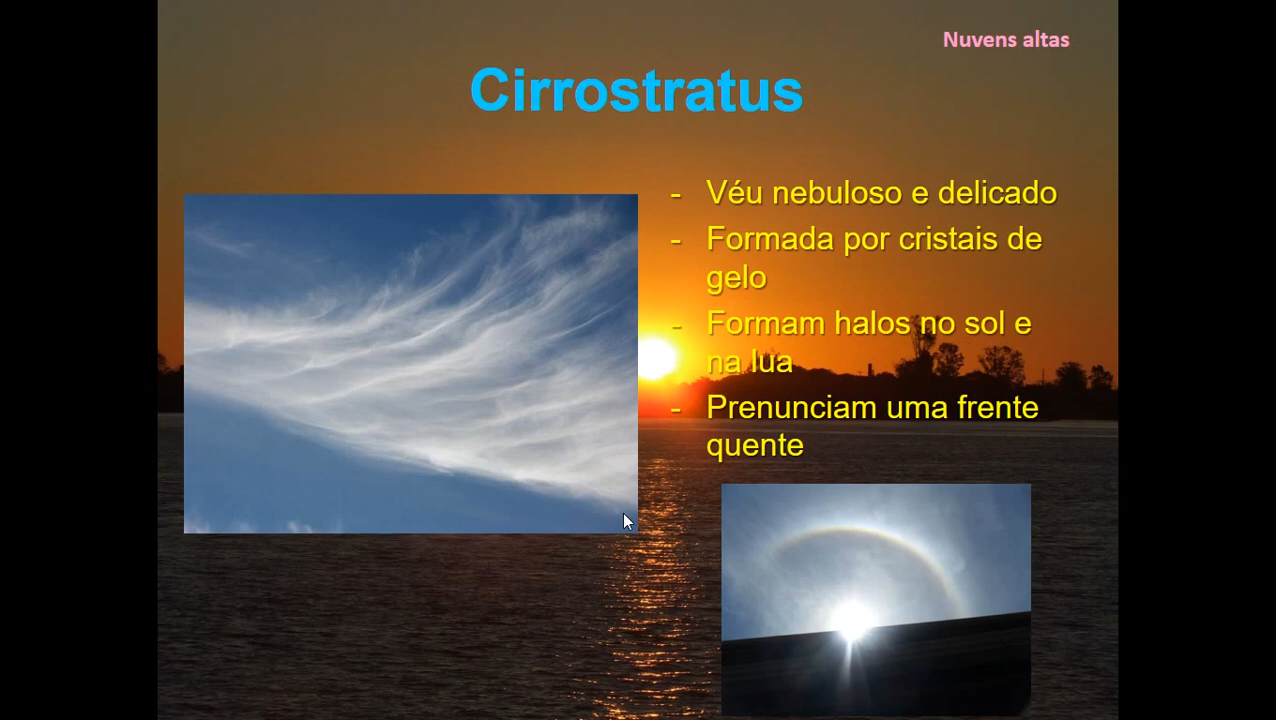 Nuvens altas
Cirrostratus
- Véu nebuloso e delicado
- Formada por cristais de
gelo
- Formam halos no sol e
na lua
- Prenunciam uma frente
quente